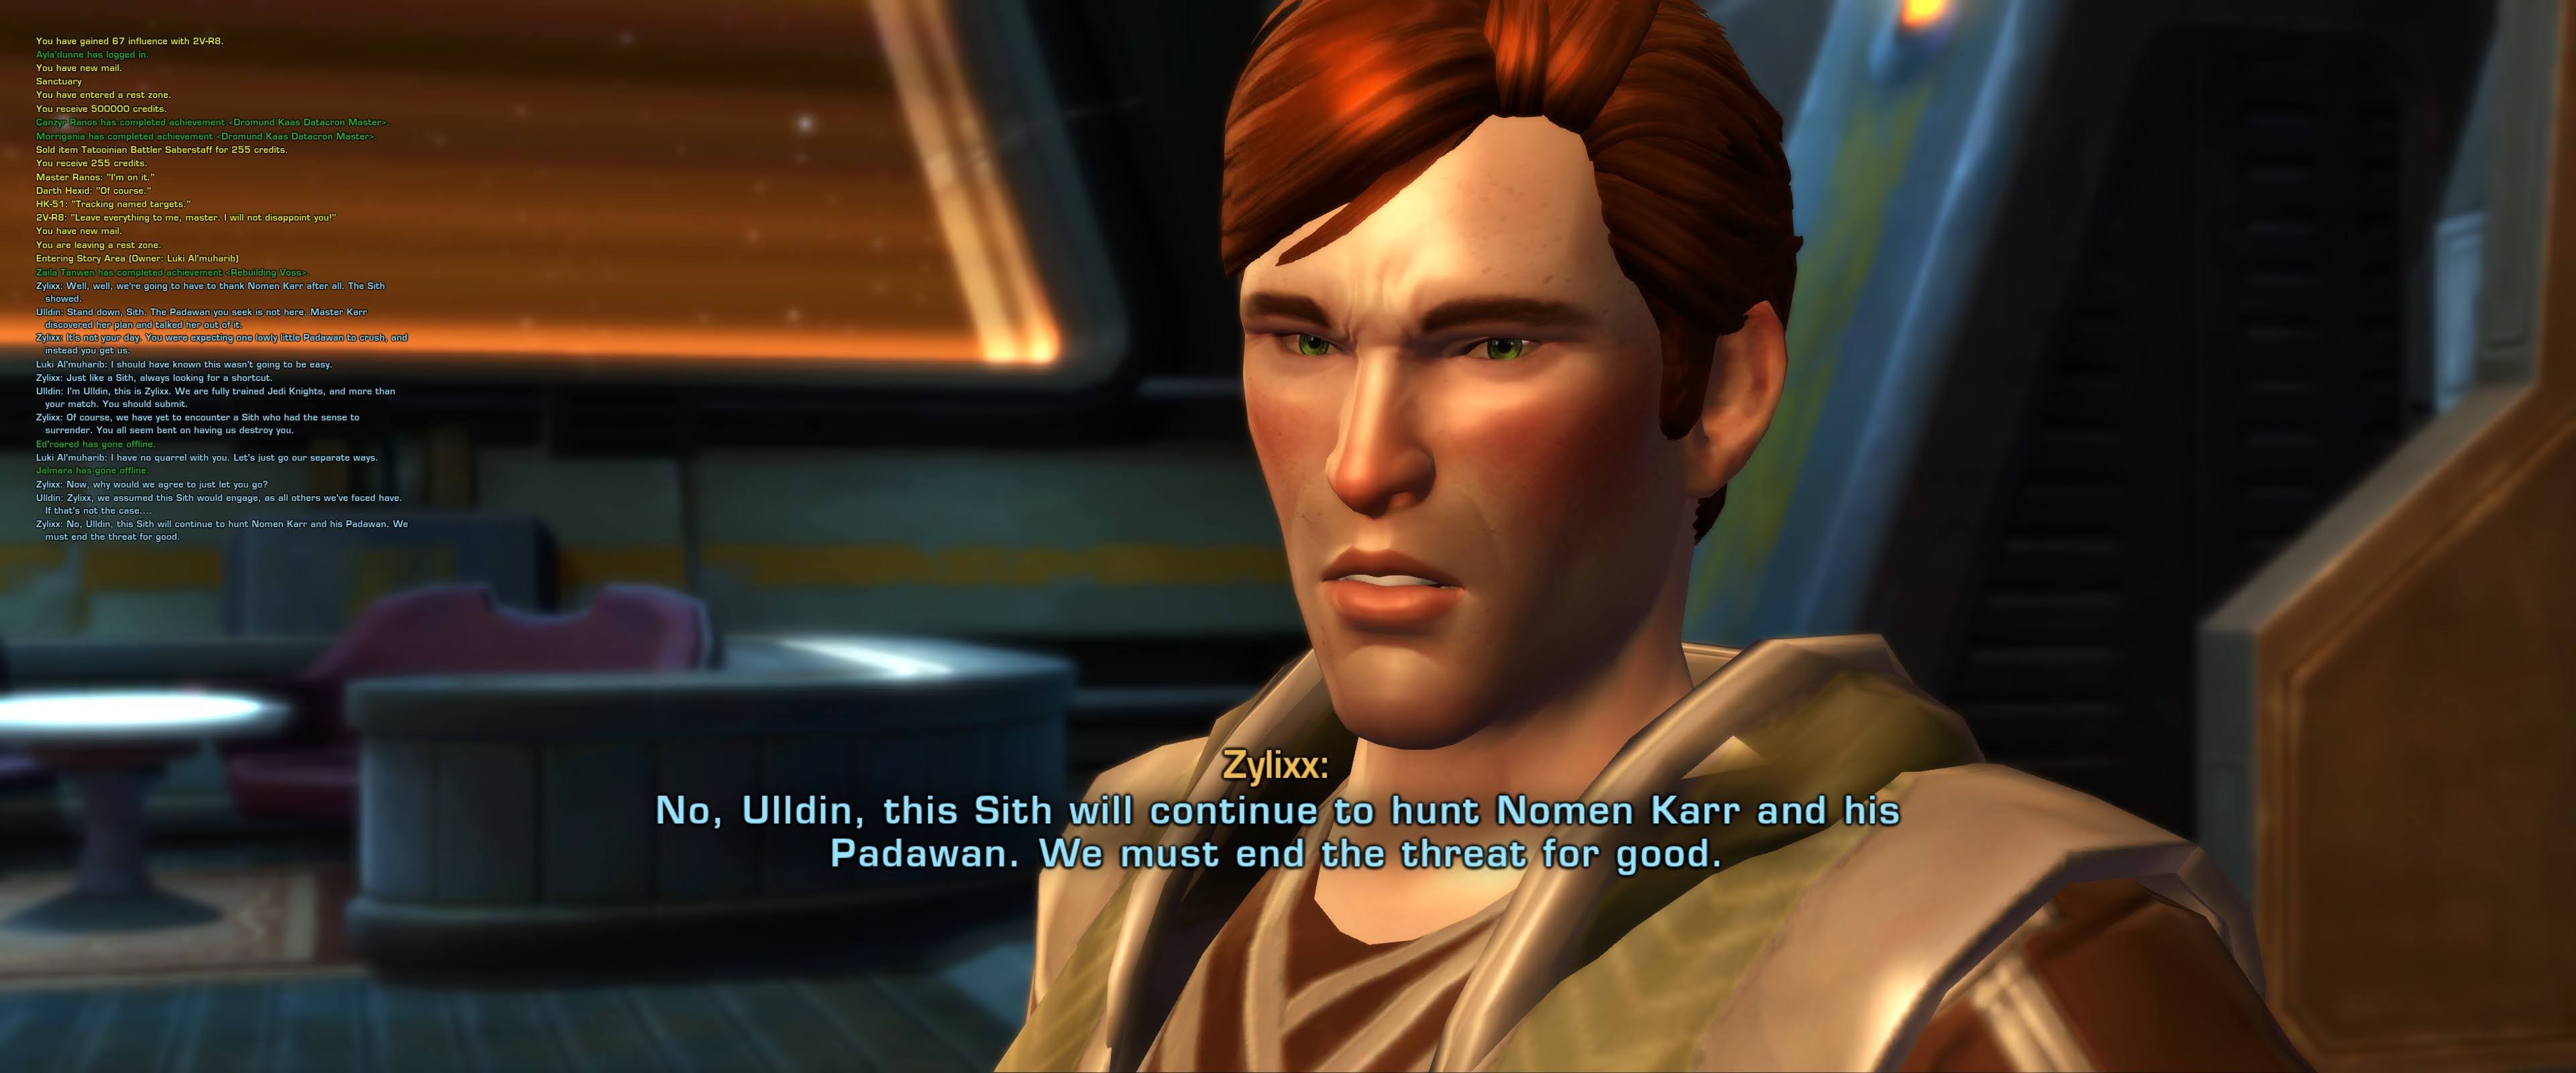 You have gained 67 influence with 2V-R8.
Ayla'dunne has logged in.
You have new mail.
Sanctuary
You have entered a rest zone.
You receive 500000 credits.
Canzyr Ranos has completed achievement <Dromund Kaas Datacron Master>.
Morrigania has completed achievement <Dromund Kaas Datacron Master>.
Sold item Tatooinian Battler Saberstaff for 255 credits.
You receive 255 credits.
Master Ranos: "I'm on it."
Darth Hexid: "Of course."
HK-51: "Tracking named targets."
2V-R8: "Leave everything to me, master. I will not disappoint you!"
You have new mail.
You are leaving a rest zone.
Entering Story Area (Owner: Luki Al'muharib)
Zaila Tanwen has completed achievement <Rebuilding Voss>.
Zylixx: Well, well, we're going to have to thank Nomen Karr after all. The Sith
showed.
Ulldin: Stand down, Sith. The Padawan you seek is not here. Master Karr
discovered her plan and talked her out of it.
Zylixx: It's not your day. You were expecting one lowly little Padawan to crush, and
instead you get us.
Luki Al'muharib: I should have known this wasn't going to be easy.
Zylixx: Just like a Sith, always looking for a shortcut.
Ulldin: I'm Ulldin, this is Zylixx. We are fully trained Jedi Knights, and more than
your match. You should submit.
Zylixx: Of course, we have yet to encounter a Sith who had the sense to
surrender. You all seem bent on having us destroy you.
Ed'roared has gone offline.
Luki Al'muharib: I have no quarrel with you. Let's just go our separate ways.
Jalmara has gone offline.
Zylixx: Now, why would we agree to just let you go?
Ulldin: Zylixx, we assumed this Sith would engage, as all others we've faced have.
If that's not the case....
Zylixx: No, Ulldin, this Sith will continue to hunt Nomen Karr and his Padawan. We
must end the threat for good.
Zylixx:
No, Ulldin, this Sith will continue to hunt Nomen Karr and his
Padawan. We must end the threat for good.